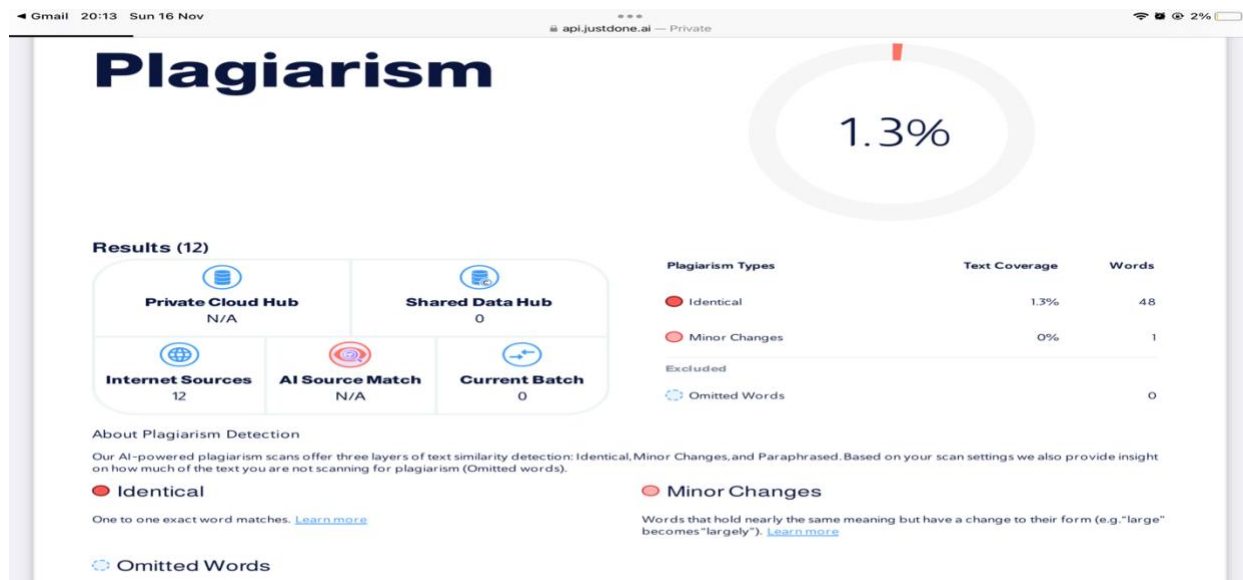 Gmail 20:13 Sun 16 Nov
2%
api.justdone.ai — Private
Plagiarism
1.3%
Results (12)
Private Cloud Hub
N/A
Shared Data Hub
0
Internet Sources
12
AI Source Match
N/A
Current Batch
0
Plagiarism Types Text Coverage Words
Identical 1.3% 48
Minor Changes 0% 1
Excluded
Omitted Words 0
About Plagiarism Detection
Our AI-powered plagiarism scans offer three layers of text similarity detection: Identical, Minor Changes, and Paraphrased. Based on your scan settings we also provide insight
on how much of the text you are not scanning for plagiarism (Omitted words).
Identical
One to one exact word matches. Learn more
Minor Changes
Words that hold nearly the same meaning but have a change to their form (e.g."large"
becomes"largely"). Learn more
Omitted Words